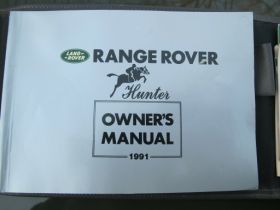 LAND-
ROVER
RANGE ROVER
Hunter
OWNER'S
MANUAL
1991